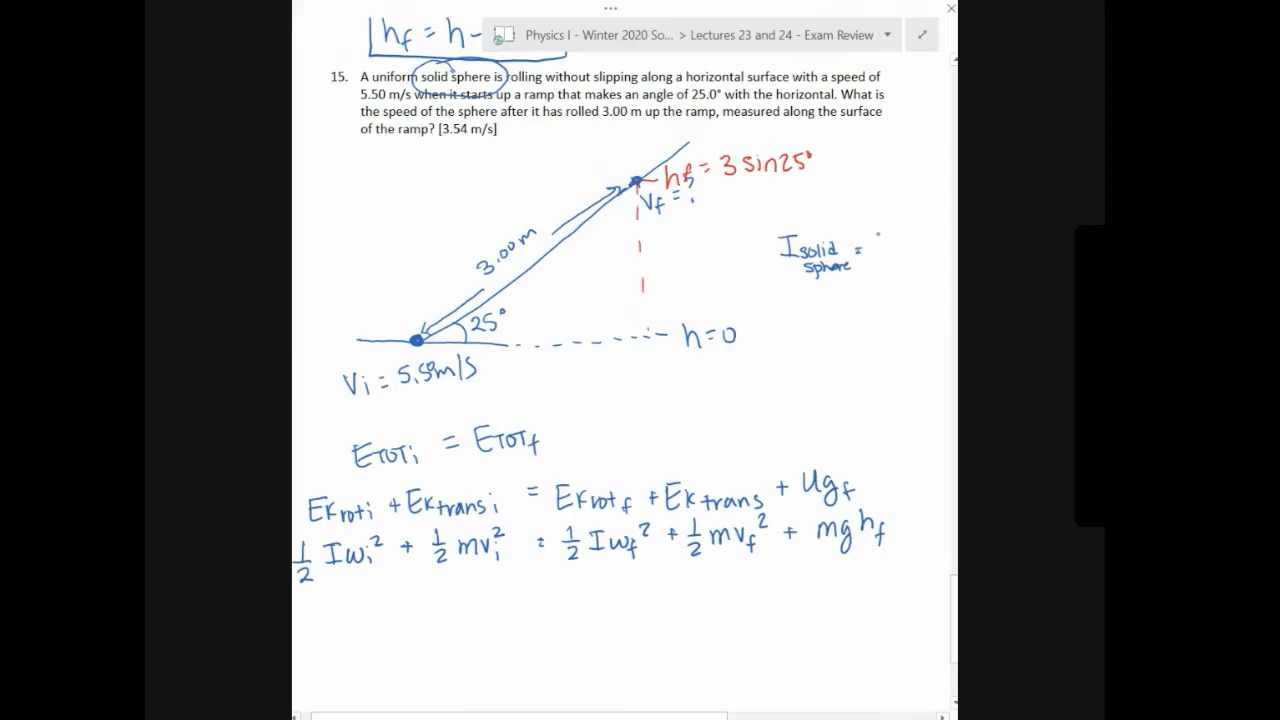 hf = h -
Physics I - Winter 2020 So... > Lectures 23 and 24 - Exam Review
15. A uniform solid sphere is rolling without slipping along a horizontal surface with a speed of
5.50 m/s when it starts up a ramp that makes an angle of 25.0° with the horizontal. What is
the speed of the sphere after it has rolled 3.00 m up the ramp, measured along the surface
of the ramp? [3.54 m/s]
hf = 3 sin25°
Vf = ?
3.00m
Isolid sphere =
25°
h=0
Vi = 5.50m/s
ETOTi = ETOTf
EKroti + EKtransi = EKrotf + EKtrans + Ugf
1/2 Iωi² + 1/2 mvi² = 1/2 Iωf² + 1/2 mvf² + mghf